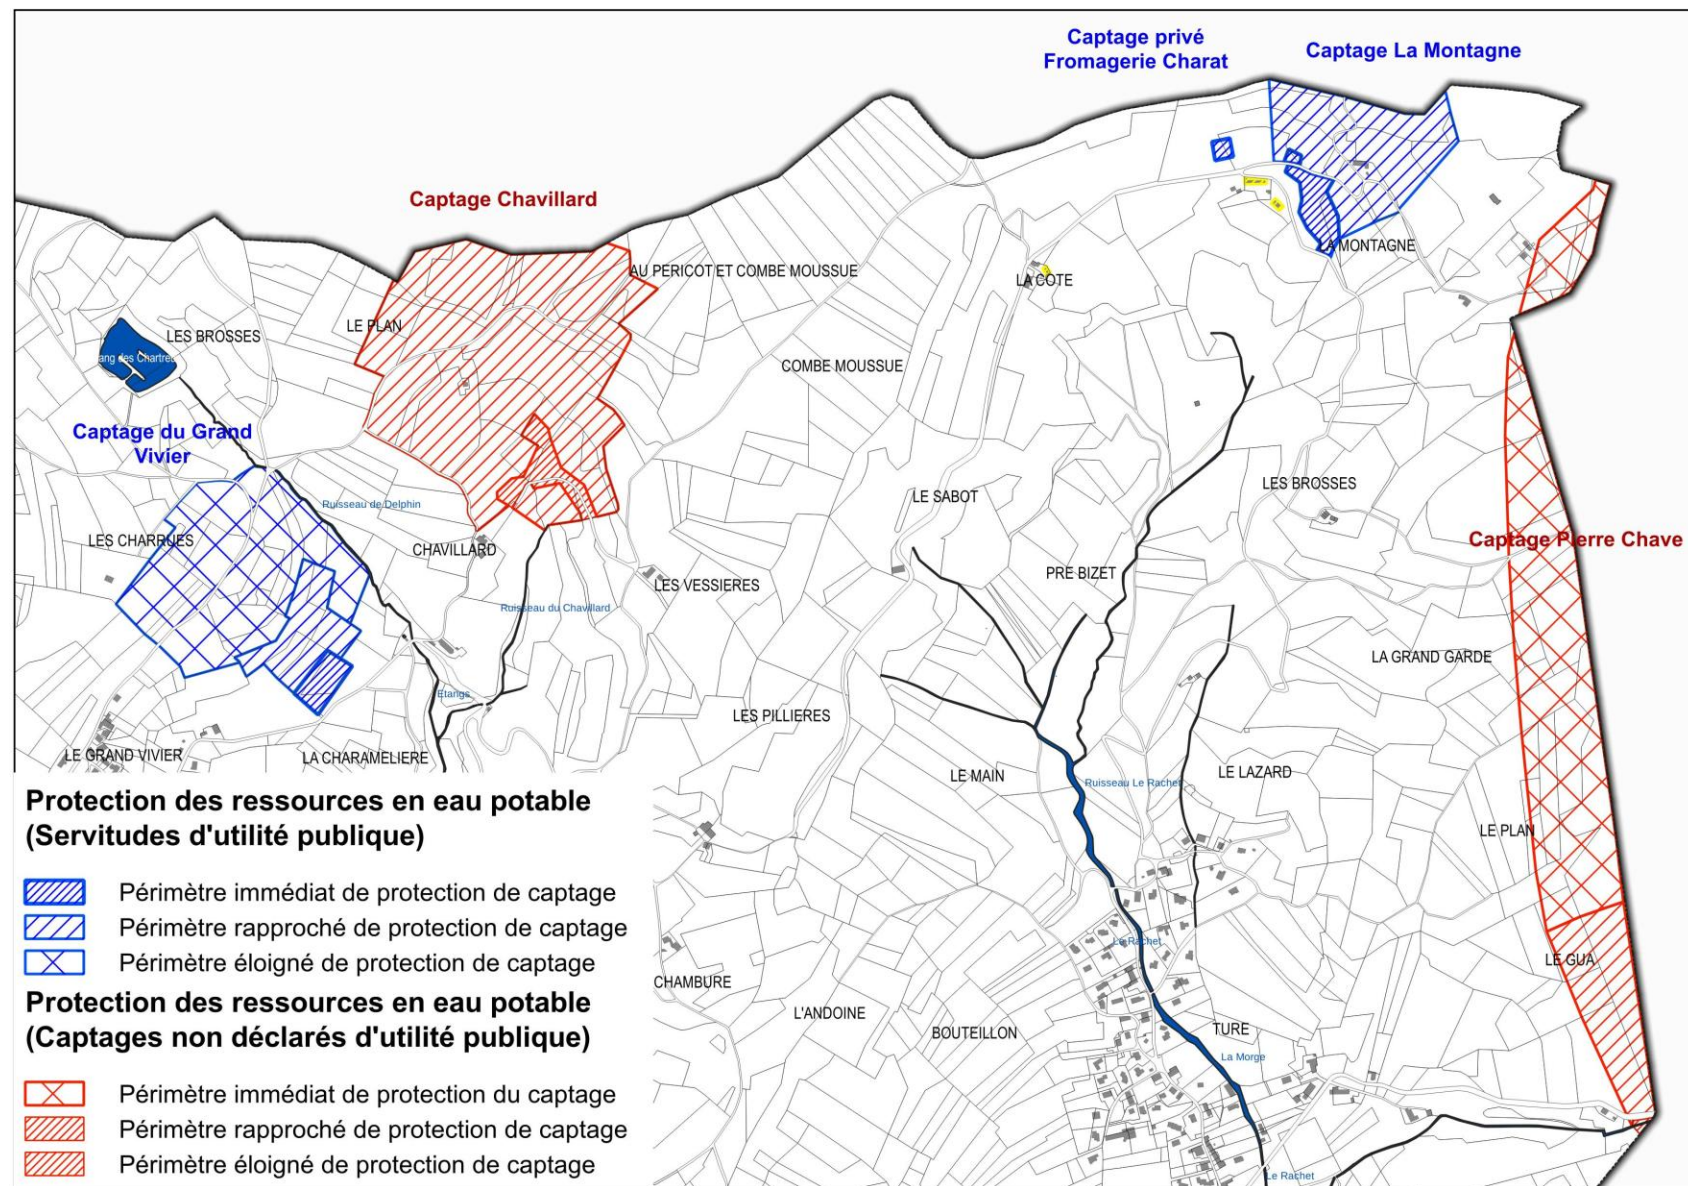 Captage privé
Fromagerie Charat
Captage La Montagne
Captage Chavillard
LA MONTAGNE
AU PERICOT ET COMBE MOUSSUE
LA COTE
LE PLAN
LES BROSSES
ang des Chartreu
COMBE MOUSSUE
Captage du Grand
Vivier
LES BROSSES
LE SABOT
Ruisseau de Delphin
LES CHARRUES
CHAVILLARD
Captage Pierre Chave
PRE BIZET
LES VESSIERES
Ruisseau du Chavillard
LA GRAND GARDE
Etangs
LES PILLIERES
LE GRAND VIVIER
LA CHARAMELIERE
LE MAIN
Ruisseau Le Rachet
LE LAZARD
LE PLAN
Le Rachet
LE GUA
CHAMBURE
L'ANDOINE
BOUTEILLON
TURE
La Morge
Le Rachet
Protection des ressources en eau potable
(Servitudes d'utilité publique)
Périmètre immédiat de protection de captage
Périmètre rapproché de protection de captage
Périmètre éloigné de protection de captage
Protection des ressources en eau potable
(Captages non déclarés d'utilité publique)
Périmètre immédiat de protection du captage
Périmètre rapproché de protection de captage
Périmètre éloigné de protection de captage